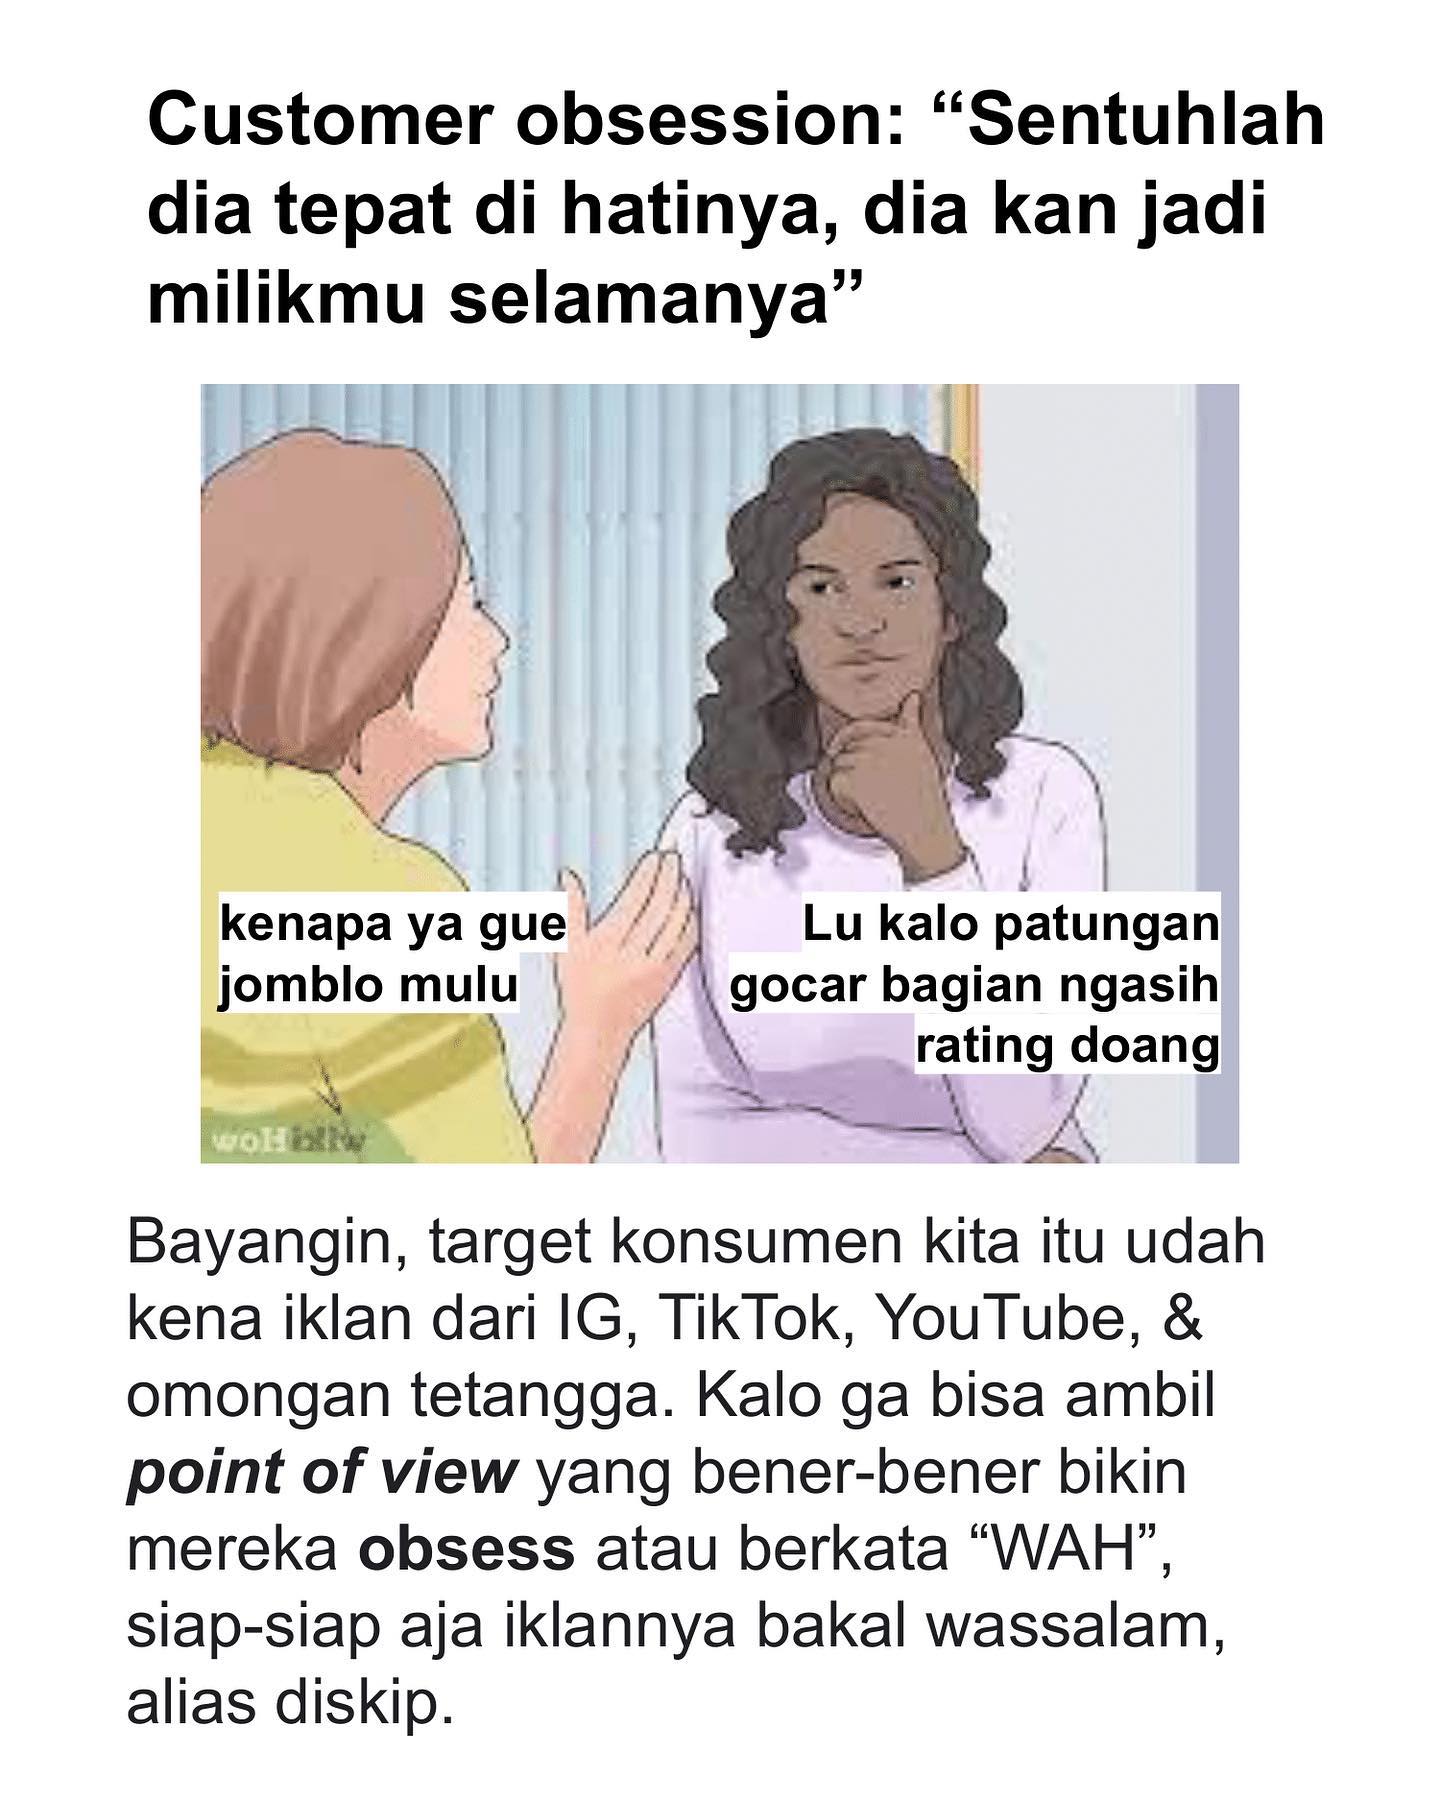 Customer obsession: “Sentuhlah
dia tepat di hatinya, dia kan jadi
milikmu selamanya”
kenapa ya gue
jomblo mulu
Lu kalo patungan
gocar bagian ngasih
rating doang
wikiHow
Bayangin, target konsumen kita itu udah
kena iklan dari IG, TikTok, YouTube, &
omongan tetangga. Kalo ga bisa ambil
point of view yang bener-bener bikin
mereka obsess atau berkata “WAH”,
siap-siap aja iklannya bakal wassalam,
alias diskip.